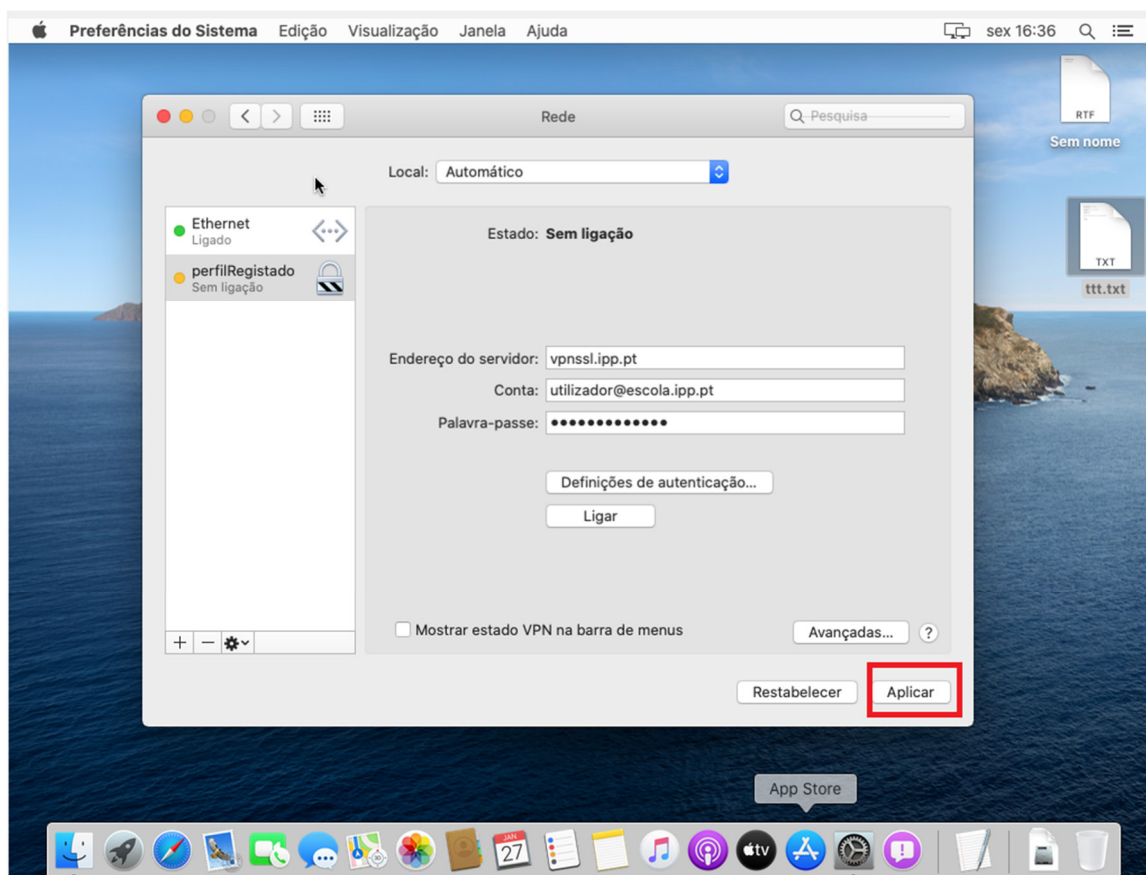 Preferências do Sistema Edição Visualização Janela Ajuda sex 16:36
Rede
Pesquisa
RTF
Sem nome
Local: Automático
Ethernet
Ligado
Estado: Sem ligação
TXT
ttt.txt
perfilRegistado
Sem ligação
Endereço do servidor: vpnssl.ipp.pt
Conta: utilizador@escola.ipp.pt
Palavra-passe: •••••••••••••
Definições de autenticação...
Ligar
Mostrar estado VPN na barra de menus
Avançadas... ?
Restabelecer Aplicar
App Store
JAN
27
tv